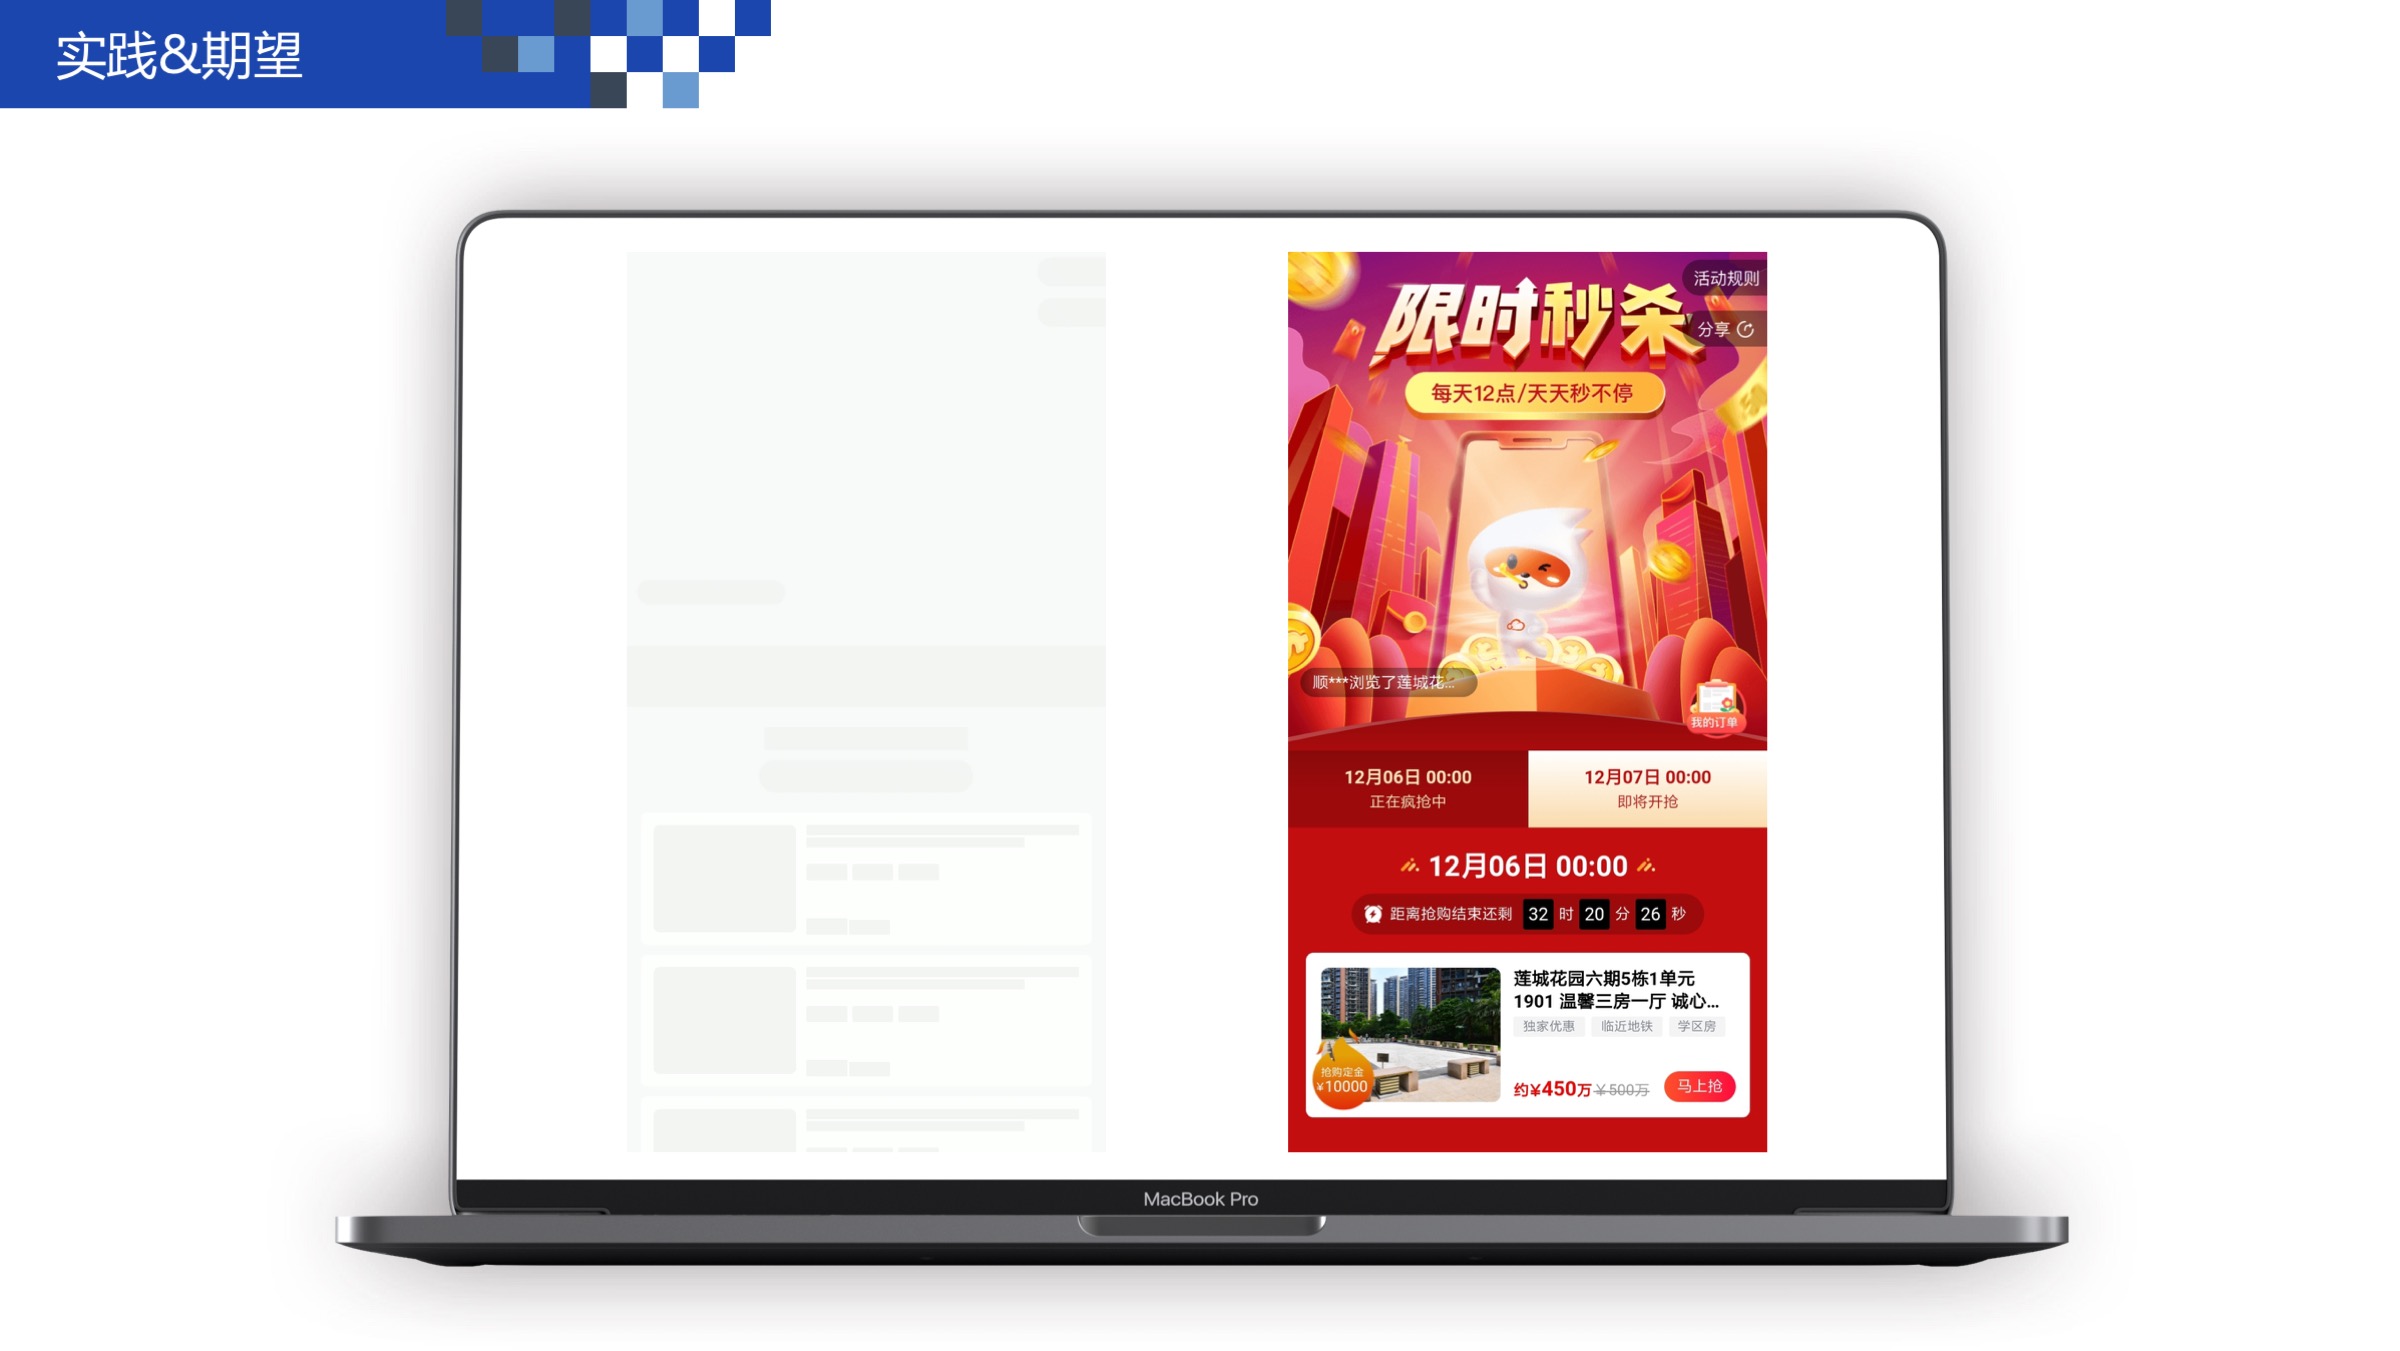 实践&期望
限时秒杀
活动规则
分享
每天12点/天天秒不停
顺***浏览了莲城花...
我的订单
12月06日 00:00
正在疯抢中
12月07日 00:00
即将开抢
12月06日 00:00
距离抢购结束还剩 32 时 20 分 26 秒
莲城花园六期5栋1单元
1901 温馨三房一厅 诚心...
独家优惠 临近地铁 学区房
抢购定金
¥10000
约¥450万 ¥500万
马上抢
MacBook Pro